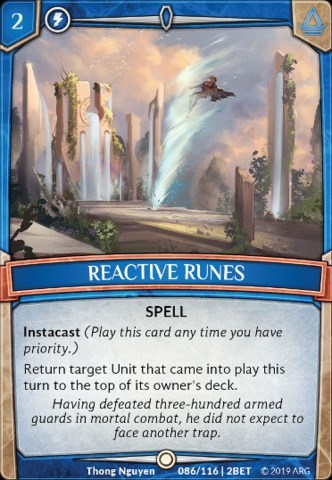 2
REACTIVE RUNES
SPELL
Instacast (Play this card any time you have
priority.)
Return target Unit that came into play this
turn to the top of its owner's deck.
Having defeated three-hundred armed
guards in mortal combat, he did not expect to
face another trap.
Thong Nguyen 086/116 | 2BET © 2019 ARG